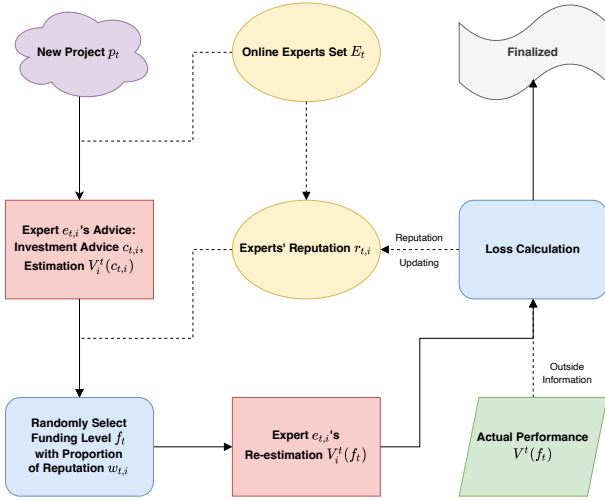 New Project $p_t$
Online Experts Set $E_t$
Finalized
Expert $e_{t,i}$'s Advice:
Investment Advice $c_{t,i}$,
Estimation $V_i^t(c_{t,i})$
Experts' Reputation $r_{t,i}$
Reputation
Updating
Loss Calculation
Outside
Information
Randomly Select
Funding Level $f_t$
with Proportion
of Reputation $w_{t,i}$
Expert $e_{t,i}$'s
Re-estimation $V_i^t(f_t)$
Actual Performance
$V^t(f_t)$